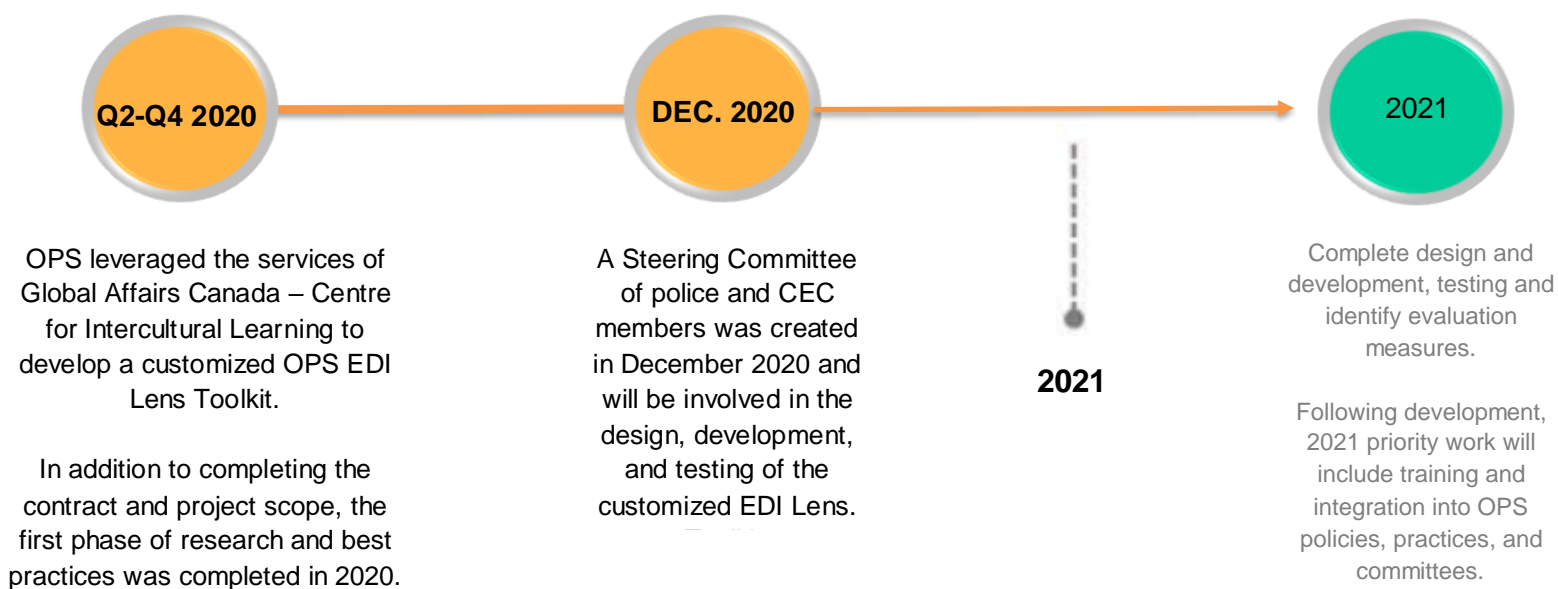 Q2-Q4 2020
OPS leveraged the services of
Global Affairs Canada – Centre
for Intercultural Learning to
develop a customized OPS EDI
Lens Toolkit.
In addition to completing the
contract and project scope, the
first phase of research and best
practices was completed in 2020.
DEC. 2020
A Steering Committee
of police and CEC
members was created
in December 2020 and
will be involved in the
design, development,
and testing of the
customized EDI Lens.
2021
2021
Complete design and
development, testing and
identify evaluation
measures.
Following development,
2021 priority work will
include training and
integration into OPS
policies, practices, and
committees.